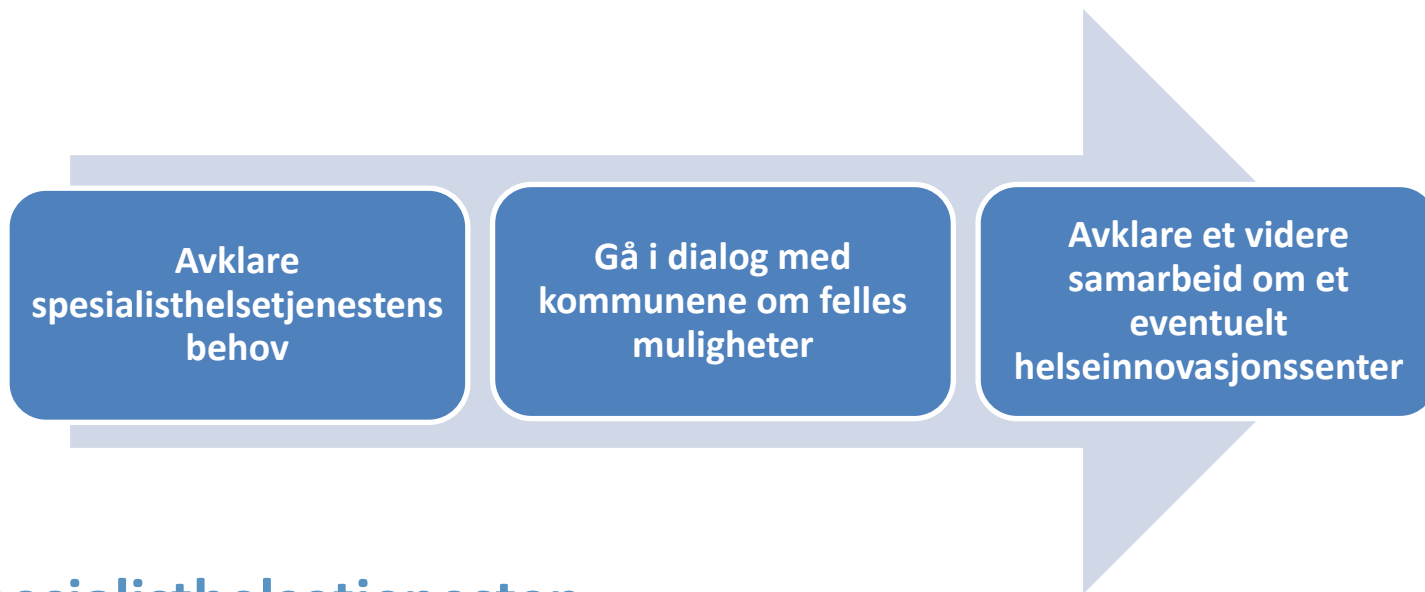 Avklare
spesialisthelsetjenestens
behov
Gå i dialog med
kommunene om felles
muligheter
Avklare et videre
samarbeid om et
eventuelt
helseinnovasjonssenter